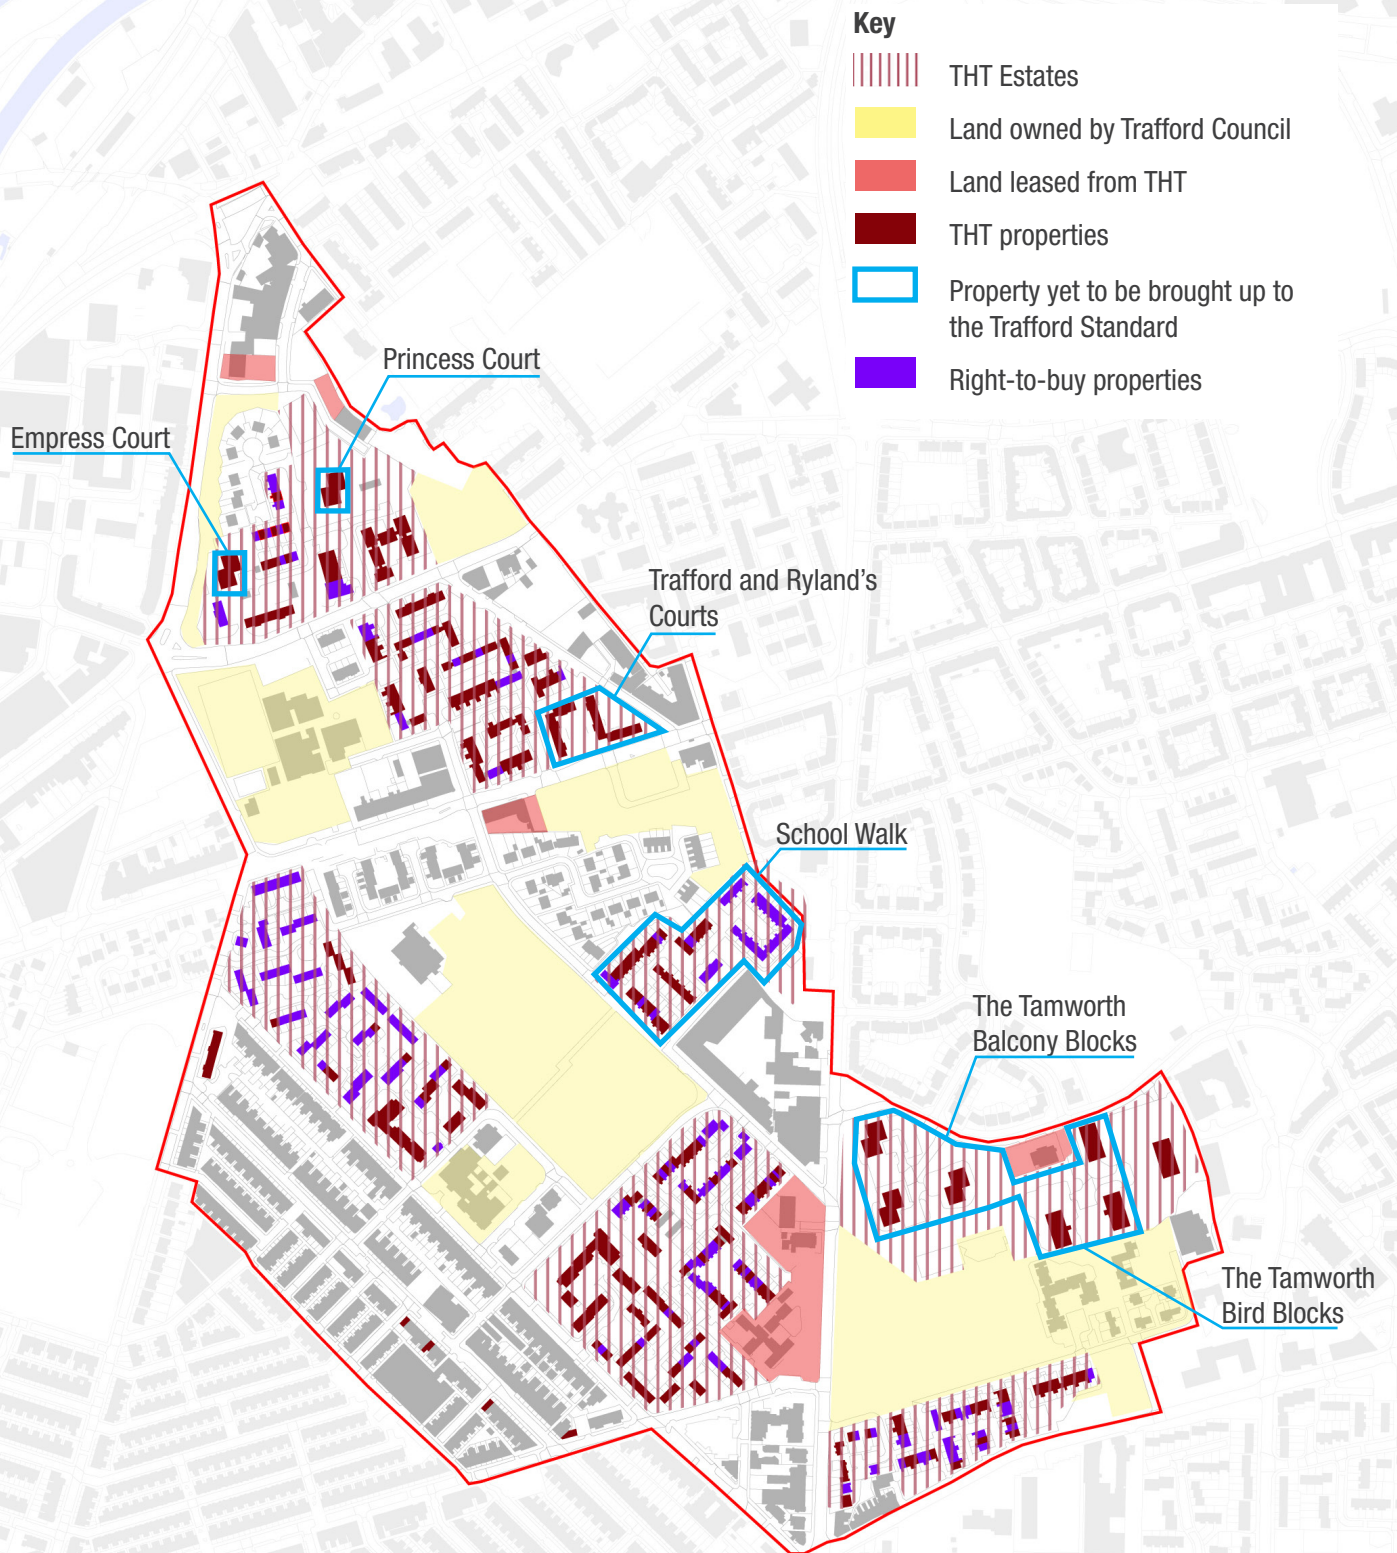 Key
THT Estates
Land owned by Trafford Council
Land leased from THT
THT properties
Property yet to be brought up to
the Trafford Standard
Right-to-buy properties
Princess Court
Empress Court
Trafford and Ryland’s
Courts
School Walk
The Tamworth
Balcony Blocks
The Tamworth
Bird Blocks